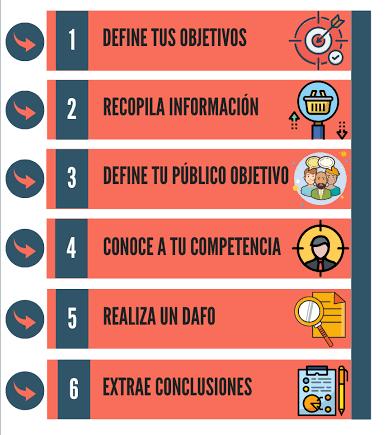 1 DEFINE TUS OBJETIVOS
2 RECOPILA INFORMACIÓN
3 DEFINE TU PÚBLICO OBJETIVO
4 CONOCE A TU COMPETENCIA
5 REALIZA UN DAFO
6 EXTRAE CONCLUSIONES